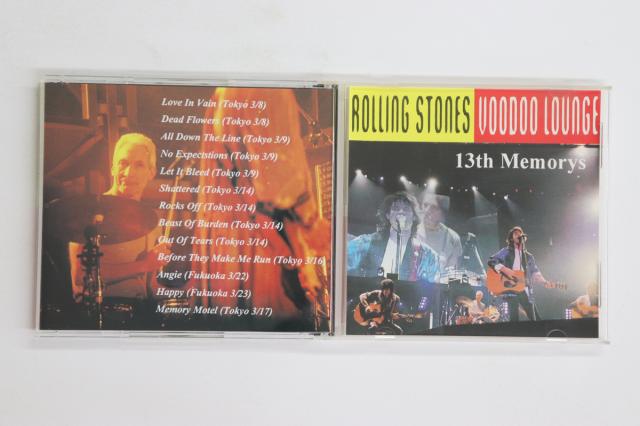 Love In Vain (Tokyo 3/8)
Dead Flowers (Tokyo 3/8)
All Down The Line (Tokyo 3/9)
No Expectstions (Tokyo 3/9)
Let It Bleed (Tokyo 3/9)
Shattered (Tokyo 3/14)
Rocks Off (Tokyo 3/14)
Beast Of Burden (Tokyo 3/14)
Out Of Tears (Tokyo 3/14)
Before They Make Me Run (Tokyo 3/16)
Angie (Fukuoka 3/22)
Happy (Fukuoka 3/23)
Memory Motel (Tokyo 3/17)
ROLLING STONES VOODOO LOUNGE
13th Memorys